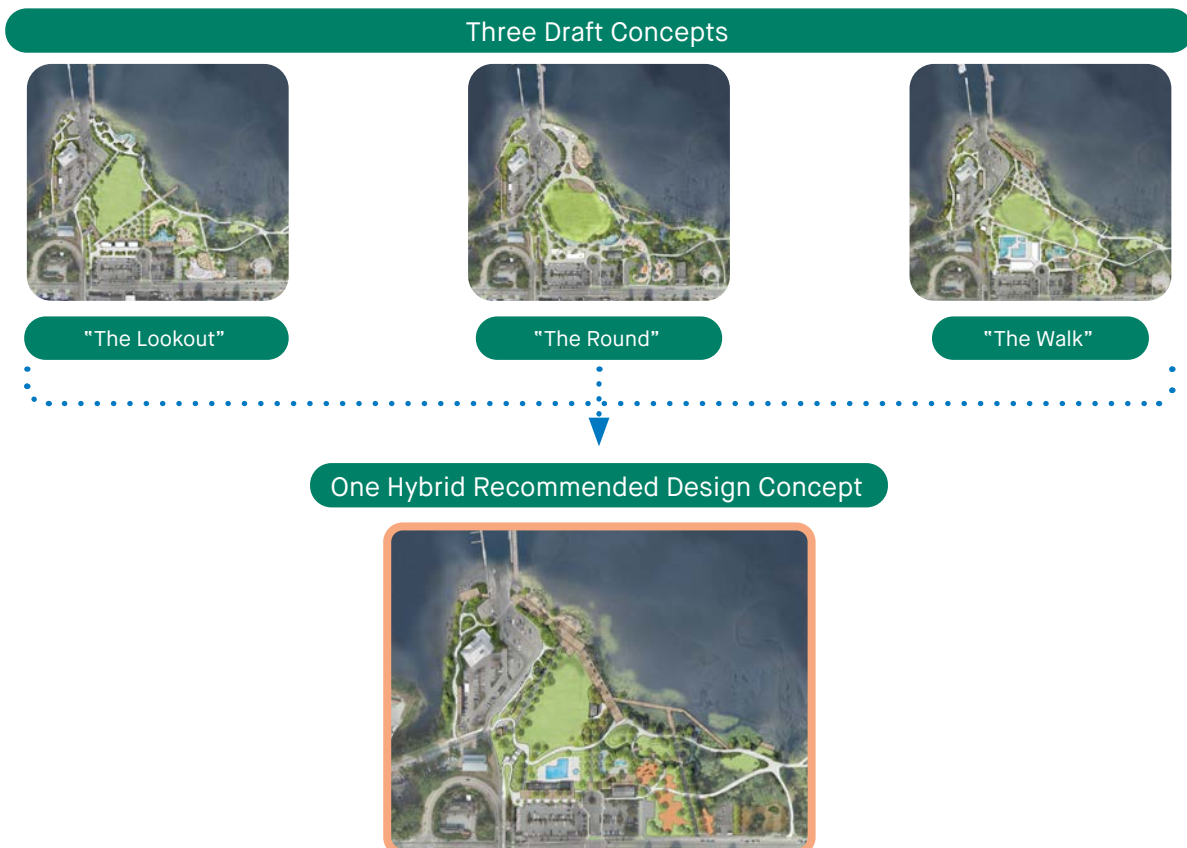 Three Draft Concepts
"The Lookout"
"The Round"
"The Walk"
One Hybrid Recommended Design Concept